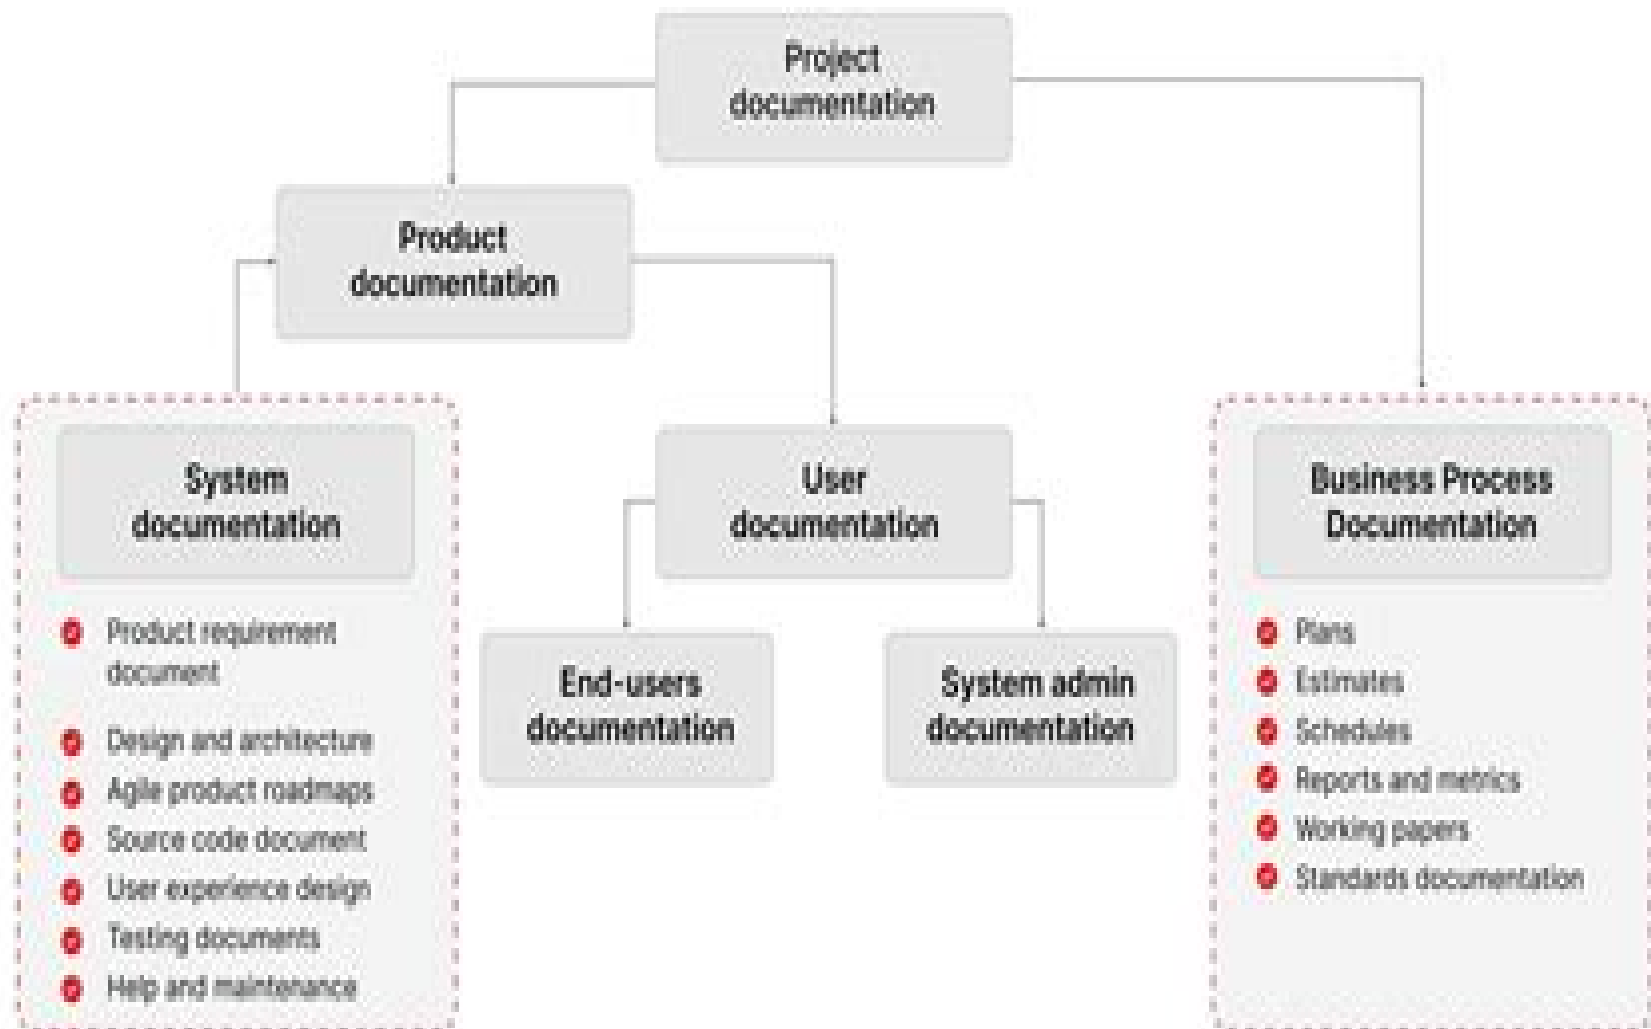 Project
documentation
Product
documentation
System
documentation
Product requirement
document
Design and architecture
Agile product roadmaps
Source code document
User experience design
Testing documents
Help and maintenance
User
documentation
End-users
documentation
System admin
documentation
Business Process
Documentation
Plans
Estimates
Schedules
Reports and metrics
Working papers
Standards documentation